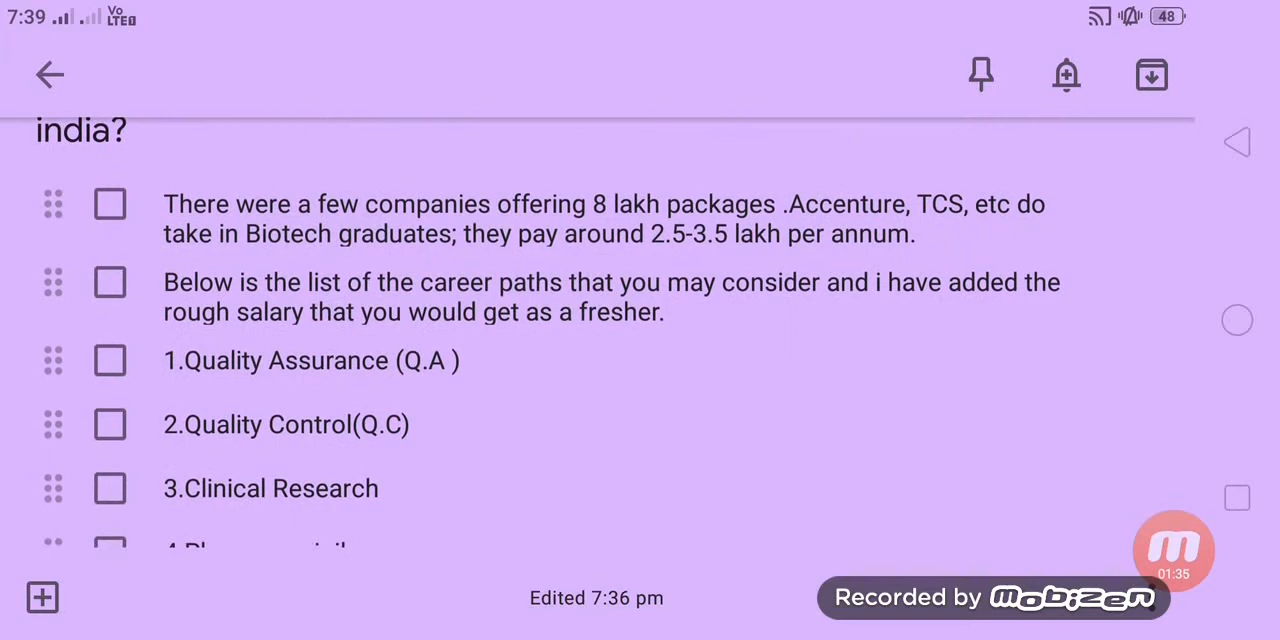 7:39 Vo LTE 48
india?
There were a few companies offering 8 lakh packages .Accenture, TCS, etc do
take in Biotech graduates; they pay around 2.5-3.5 lakh per annum.
Below is the list of the career paths that you may consider and i have added the
rough salary that you would get as a fresher.
1.Quality Assurance (Q.A )
2.Quality Control(Q.C)
3.Clinical Research
01:35
Edited 7:36 pm
Recorded by mobizen